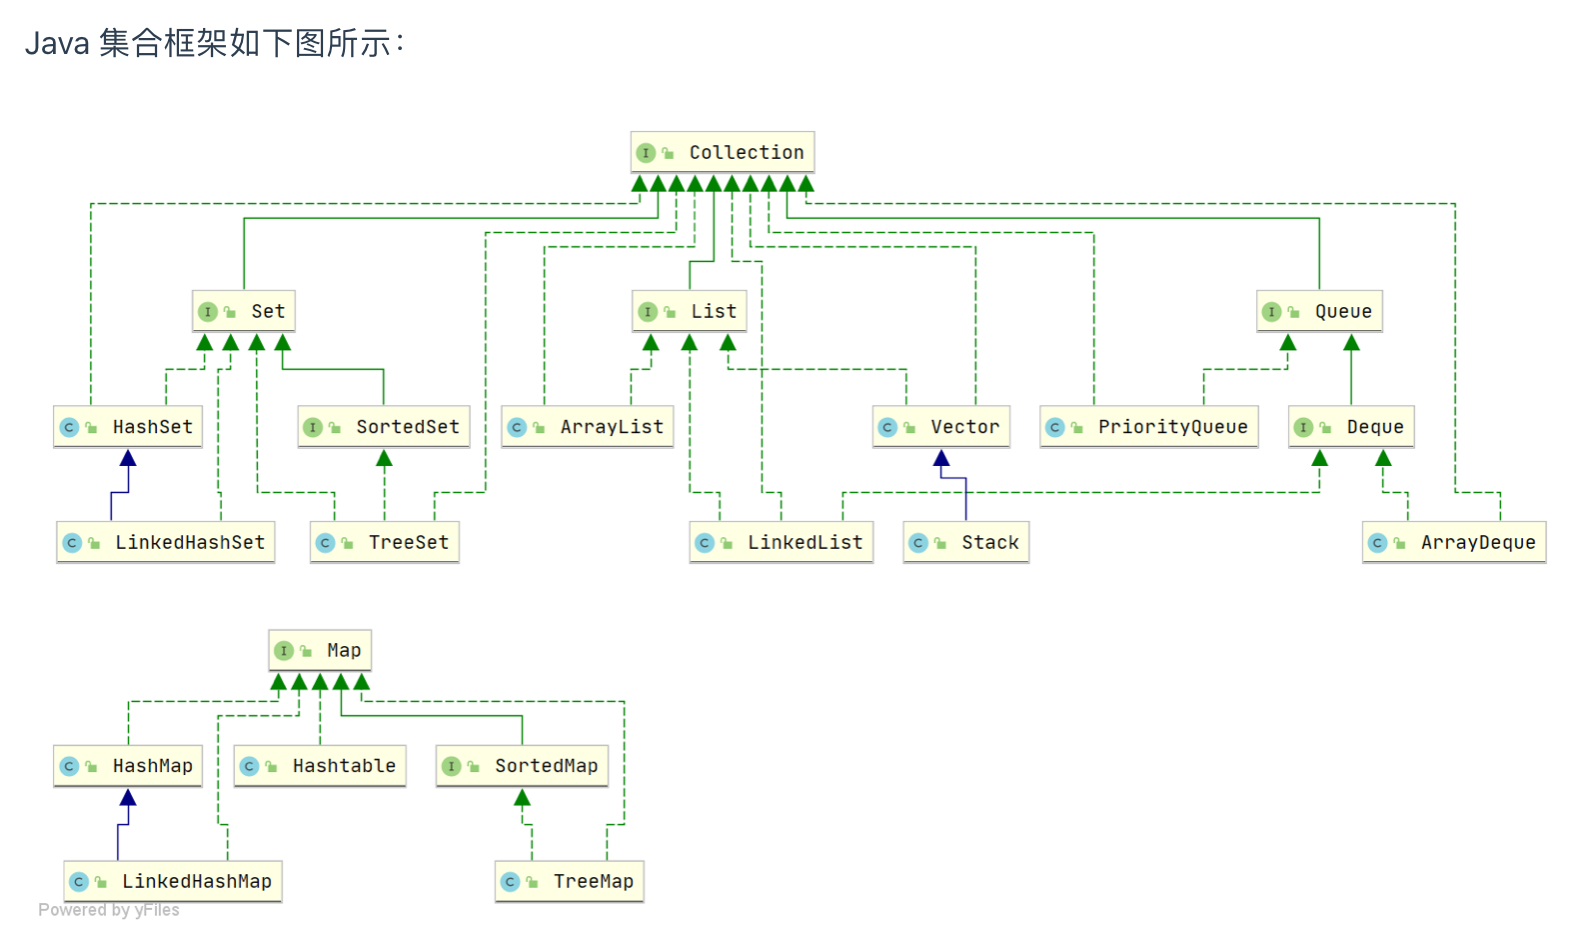 Java 集合框架如下图所示：
I Collection
I Set
I List
I Queue
C HashSet
I SortedSet
C ArrayList
C Vector
C PriorityQueue
I Deque
C LinkedHashSet
C TreeSet
C LinkedList
C Stack
C ArrayDeque
I Map
C HashMap
C Hashtable
I SortedMap
C LinkedHashMap
C TreeMap
Powered by yFiles